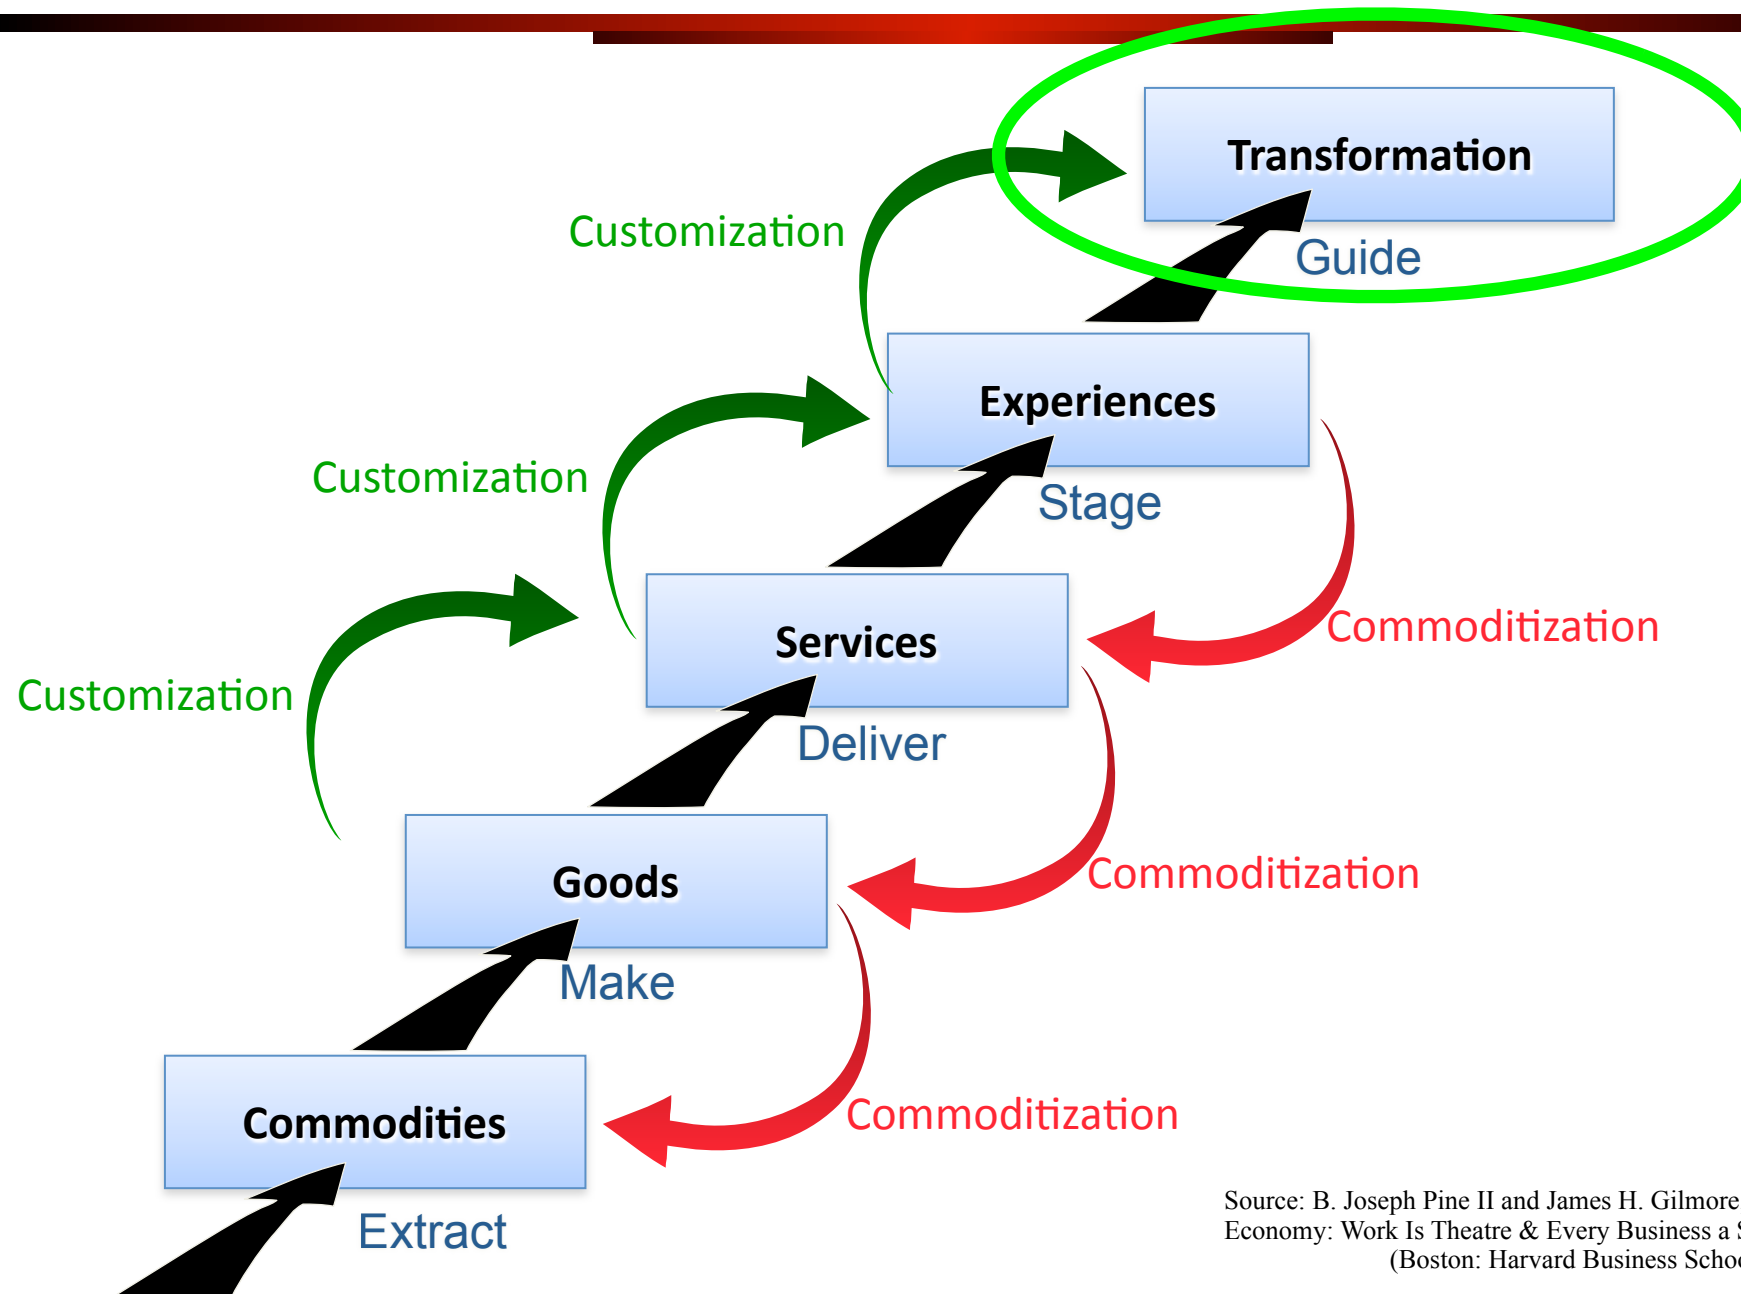 Transformation
Customization
Guide
Experiences
Customization
Stage
Commoditization
Services
Customization
Deliver
Commoditization
Goods
Make
Commoditization
Commodities
Source: B. Joseph Pine II and James H. Gilmore
Economy: Work Is Theatre & Every Business a
Extract
(Boston: Harvard Business